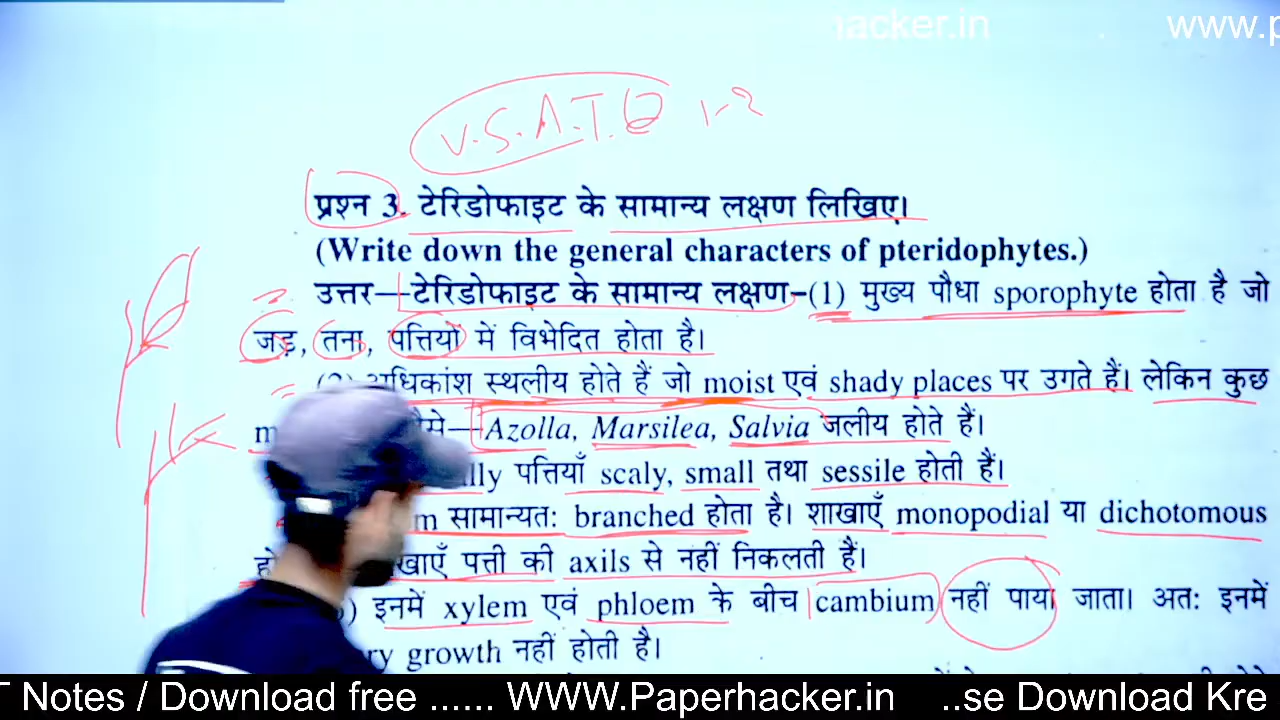 hacker.in
www.p
V.S.A.T.Q 1-2
प्रश्न 3. टेरिडोफाइट के सामान्य लक्षण लिखिए।
(Write down the general characters of pteridophytes.)
उत्तर—टेरिडोफाइट के सामान्य लक्षण-(1) मुख्य पौधा sporophyte होता है जो
जड़, तना, पत्तियों में विभेदित होता है।
(2) अधिकांश स्थलीय होते हैं जो moist एवं shady places पर उगते हैं। लेकिन कुछ
Azolla, Marsilea, Salvia जलीय होते हैं।
पत्तियाँ scaly, small तथा sessile होती हैं।
सामान्यत: branched होता है। शाखाएँ monopodial या dichotomous
पत्ती की axils से नहीं निकलती हैं।
इनमें xylem एवं phloem के बीच cambium नहीं पाया जाता। अत: इनमें
growth नहीं होती है।
T Notes / Download free ...... WWW.Paperhacker.in ..se Download Kre